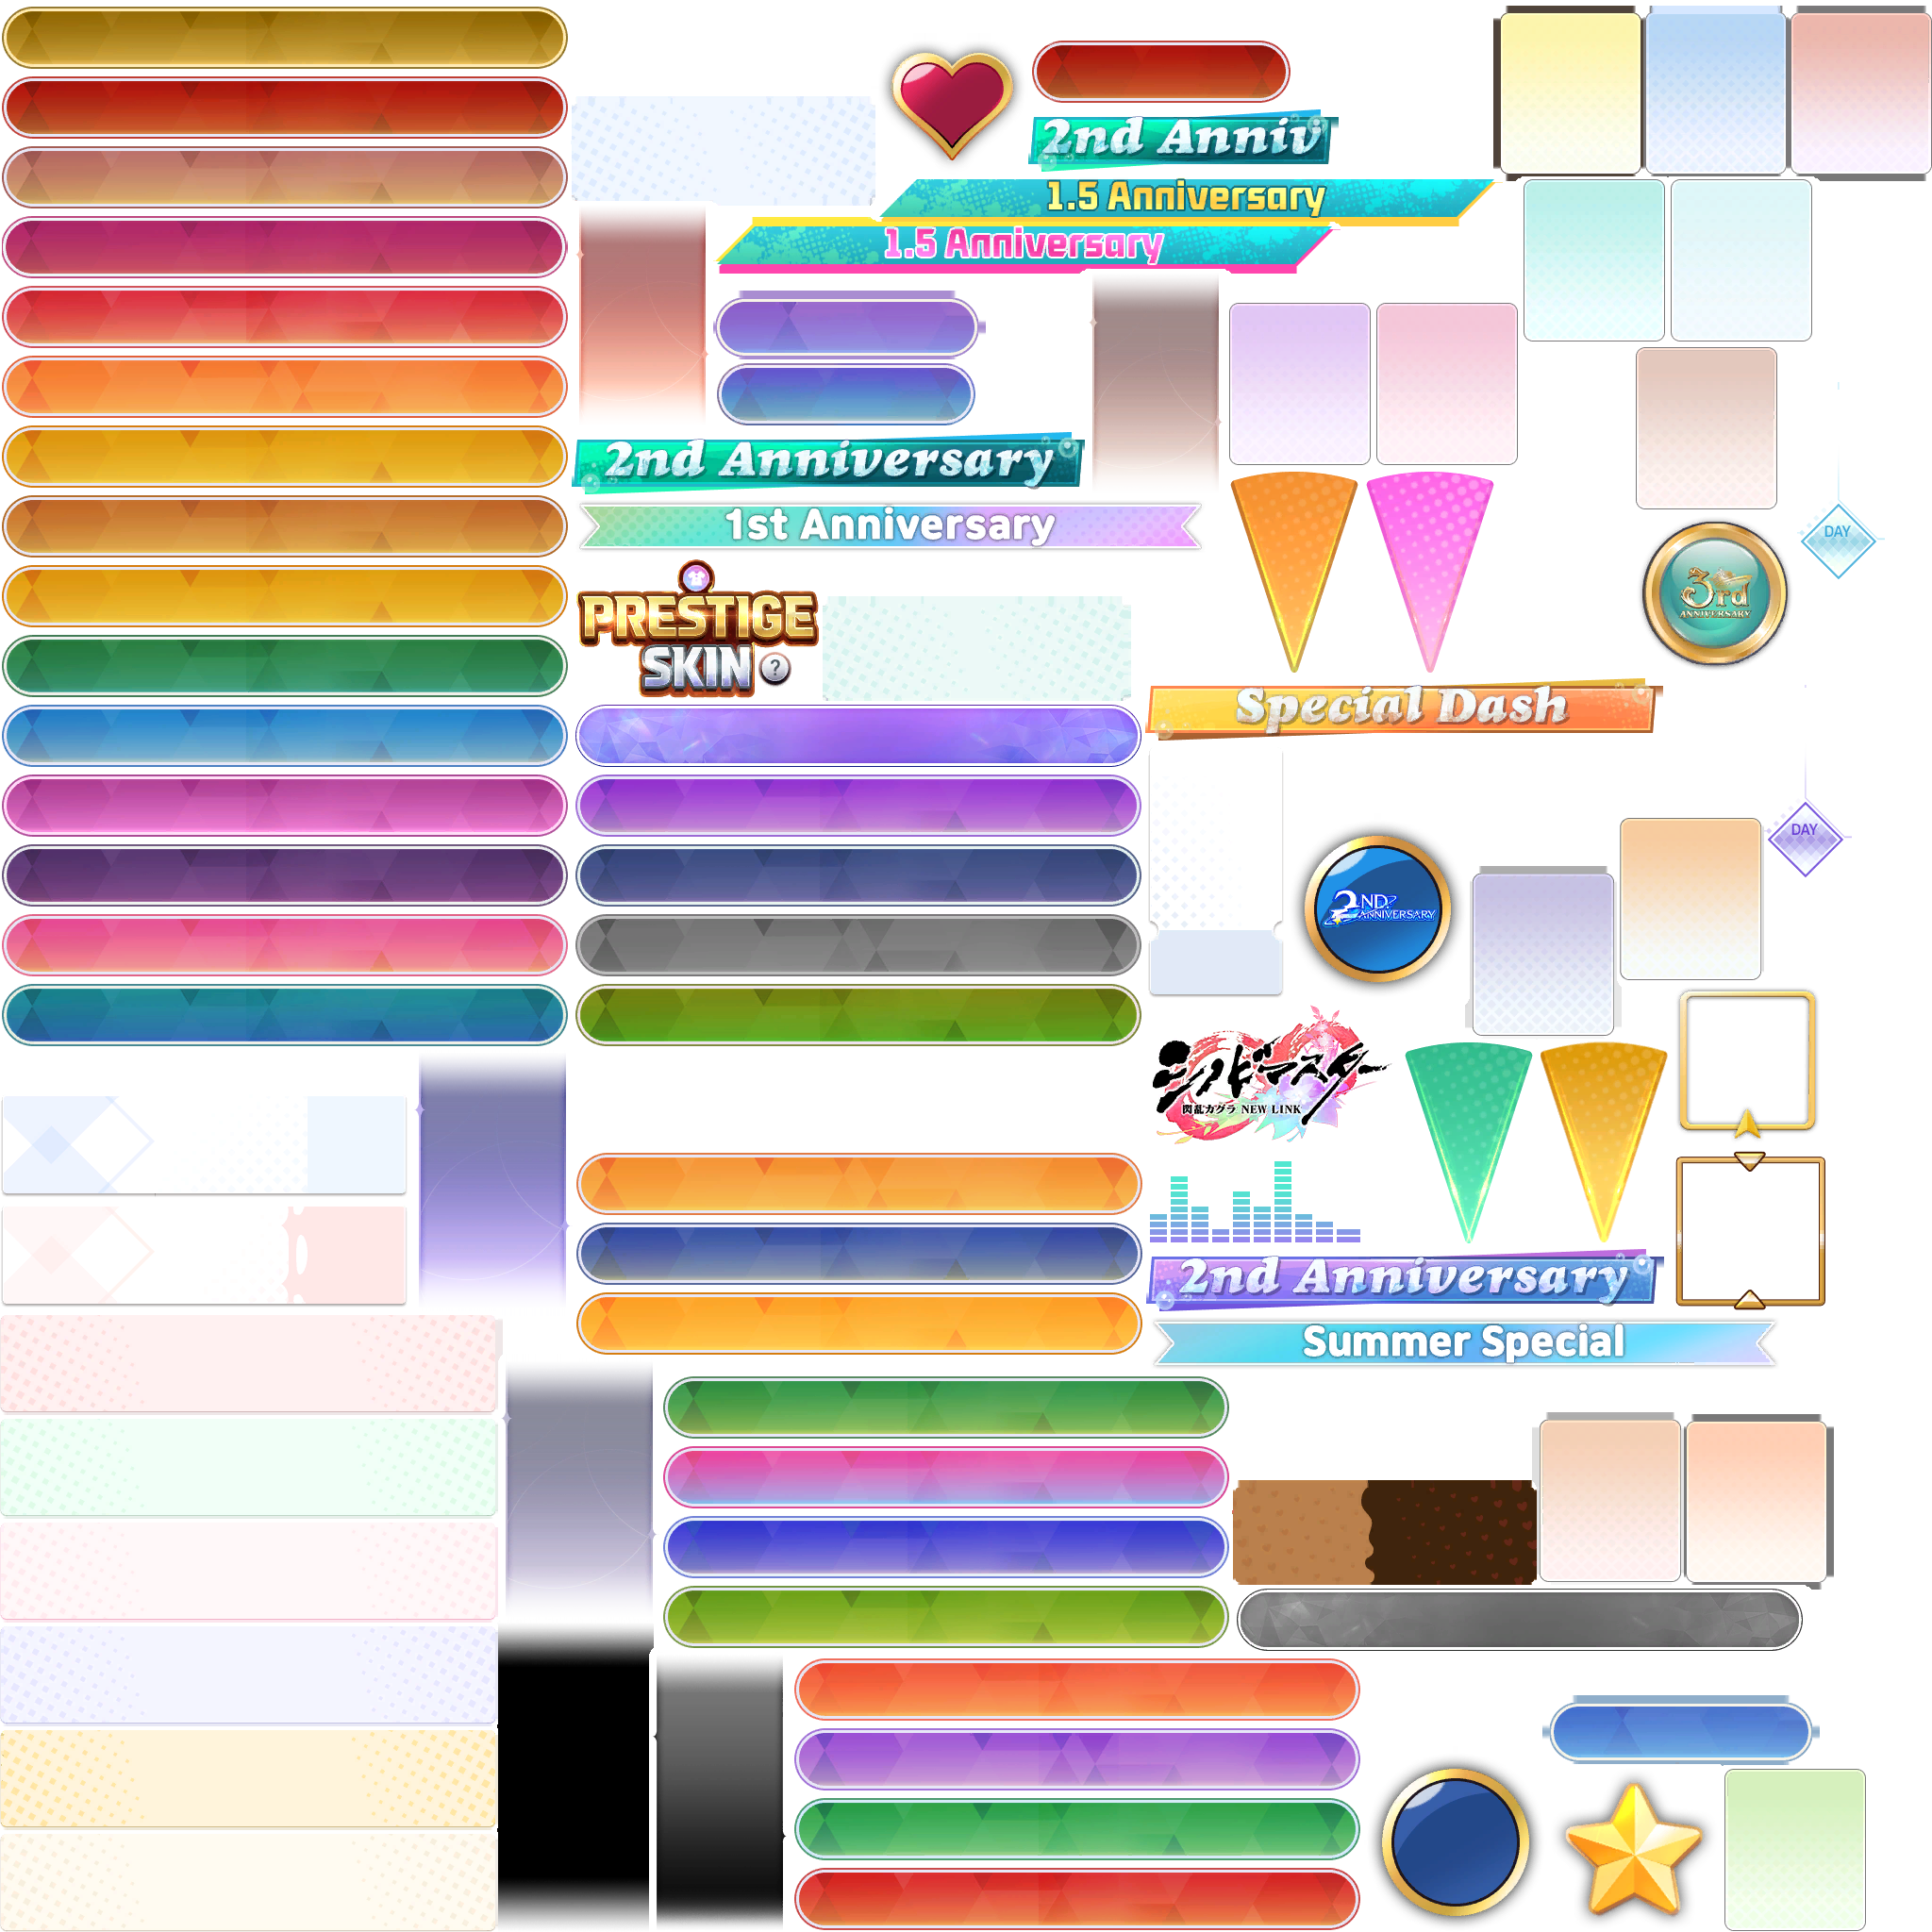 2nd Anniv
1.5 Anniversary
1.5 Anniversary
2nd Anniversary
1st Anniversary
DAY
PRESTIGE
SKIN ?
3rd
ANNIVERSARY
Special Dash
DAY
2ND
ANNIVERSARY
シノビマスター
閃乱カグラ NEW LINK
2nd Anniversary
Summer Special